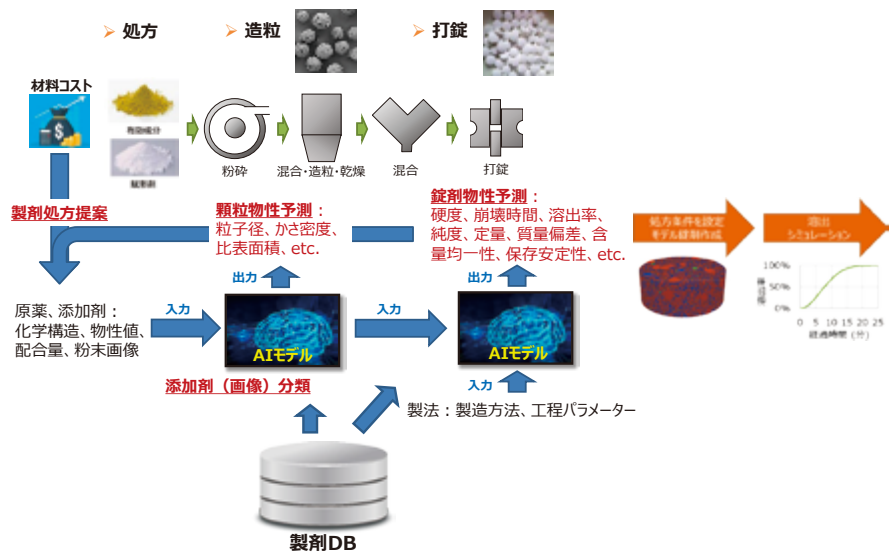 処方
造粒
打錠
材料コスト
有効成分
賦形剤
粉砕
混合・造粒・乾燥
混合
打錠
製剤処方提案
顆粒物性予測：
粒子径、かさ密度、
比表面積、etc.
錠剤物性予測：
硬度、崩壊時間、溶出率、
純度、定量、質量偏差、含
量均一性、保存安定性、etc.
処方条件を設定
モデル錠剤作成
溶出
シミュレーション
100%
50%
0%
溶出率
0 5 10 15 20 25
経過時間（分）
出力
出力
原薬、添加剤：
化学構造、物性値、
配合量、粉末画像
入力
AIモデル
入力
AIモデル
添加剤（画像）分類
入力
製法：製造方法、工程パラメーター
製剤DB